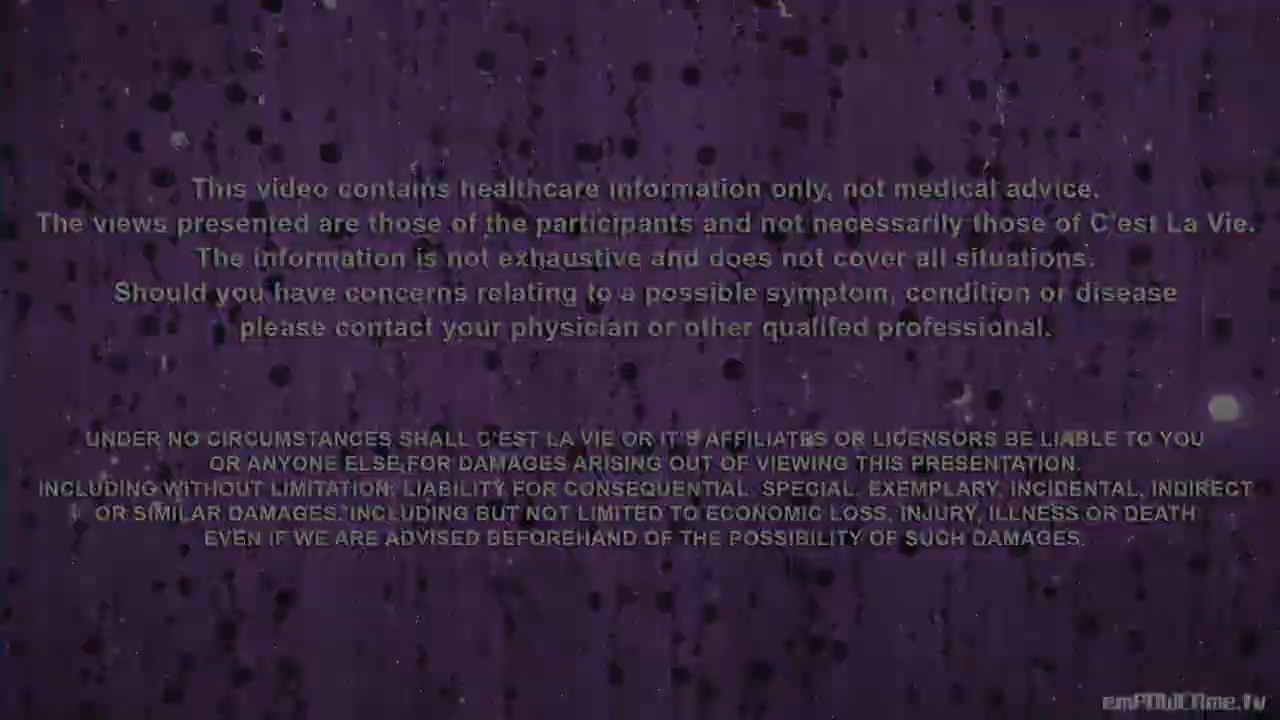 This video contains healthcare information only, not medical advice.
The views presented are those of the participants and not necessarily those of C'est La Vie.
The information is not exhaustive and does not cover all situations.
Should you have concerns relating to a possible symptom, condition or disease
please contact your physician or other qualifed professional.
UNDER NO CIRCUMSTANCES SHALL C'EST LA VIE OR IT'S AFFILIATES OR LICENSORS BE LIABLE TO YOU
OR ANYONE ELSE FOR DAMAGES ARISING OUT OF VIEWING THIS PRESENTATION.
INCLUDING WITHOUT LIMITATION: LIABILITY FOR CONSEQUENTIAL, SPECIAL, EXEMPLARY, INCIDENTAL, INDIRECT
OR SIMILAR DAMAGES, INCLUDING BUT NOT LIMITED TO ECONOMIC LOSS, INJURY, ILLNESS OR DEATH
EVEN IF WE ARE ADVISED BEFOREHAND OF THE POSSIBILITY OF SUCH DAMAGES.
emPOWERme.tv